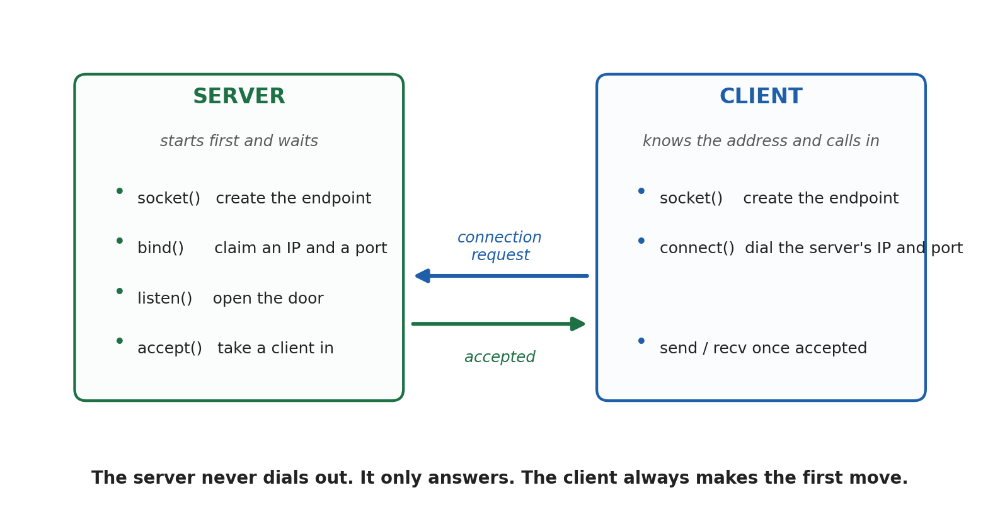 SERVER
starts first and waits
• socket()   create the endpoint
• bind()      claim an IP and a port
• listen()    open the door
• accept()   take a client in
connection
request
accepted
CLIENT
knows the address and calls in
• socket()    create the endpoint
• connect()  dial the server's IP and port
• send / recv once accepted
The server never dials out. It only answers. The client always makes the first move.